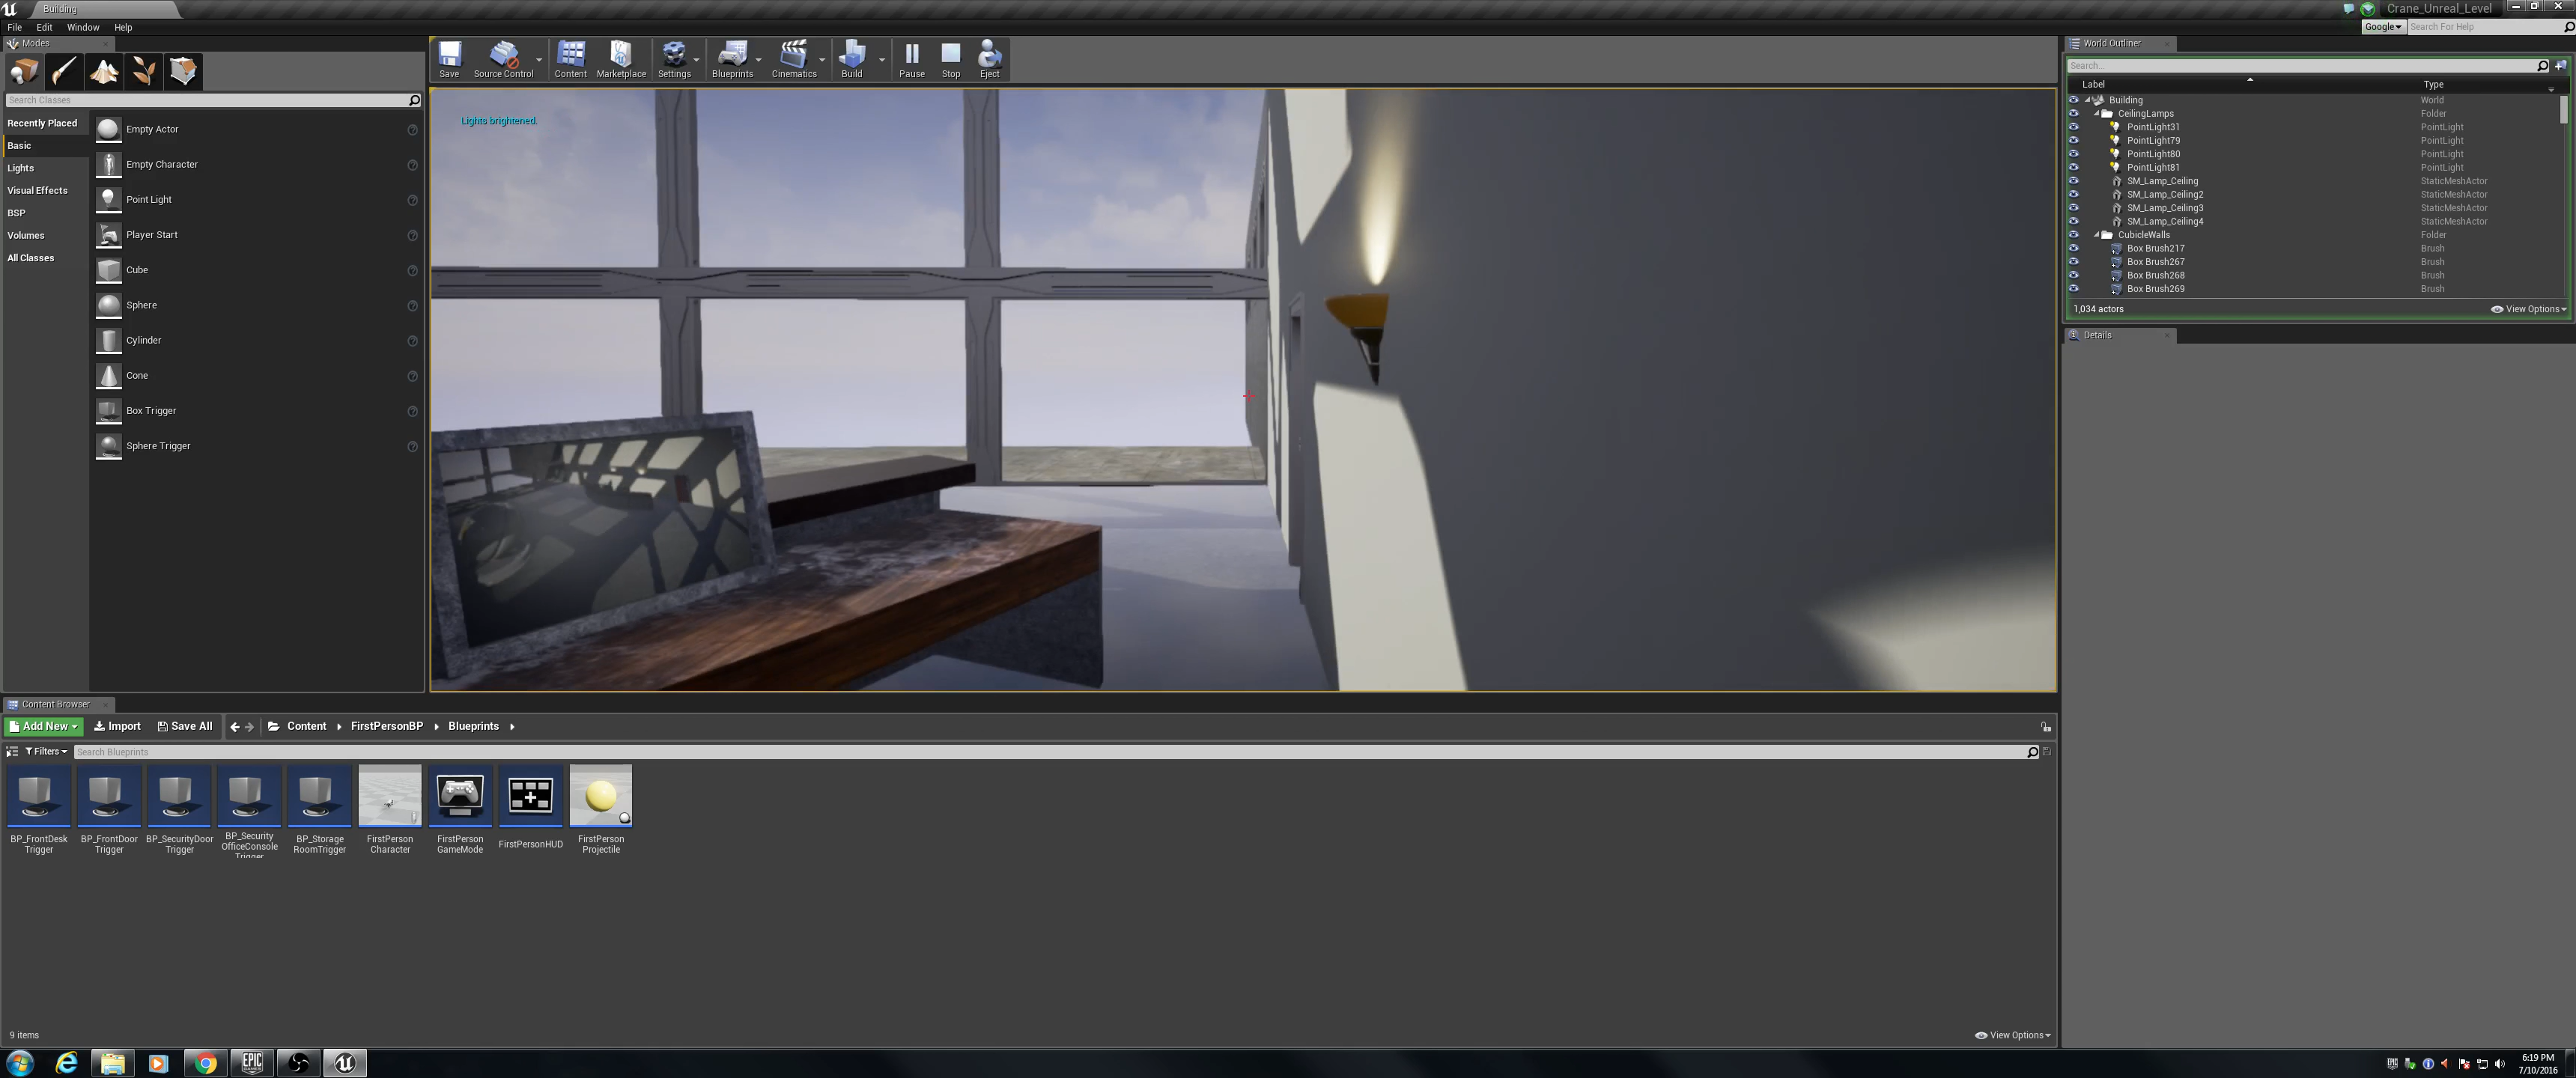 Building
Crane_Unreal_Level
File Edit Window Help
Google Search For Help
Modes
Search Classes
Recently Placed
Basic
Lights
Visual Effects
BSP
Volumes
All Classes
Empty Actor
Empty Character
Point Light
Player Start
Cube
Sphere
Cylinder
Cone
Box Trigger
Sphere Trigger
Save Source Control Content Marketplace Settings Blueprints Cinematics Build Pause Stop Eject
Lights brightened.
World Outliner
Search...
Label Type
Building World
CeilingLamps Folder
PointLight31 PointLight
PointLight79 PointLight
PointLight80 PointLight
PointLight81 PointLight
SM_Lamp_Ceiling StaticMeshActor
SM_Lamp_Ceiling2 StaticMeshActor
SM_Lamp_Ceiling3 StaticMeshActor
SM_Lamp_Ceiling4 StaticMeshActor
CubicleWalls Folder
Box Brush217 Brush
Box Brush267 Brush
Box Brush268 Brush
Box Brush269 Brush
1,034 actors View Options
Details
Content Browser
Add New Import Save All Content FirstPersonBP Blueprints
Filters Search Blueprints
BP_FrontDesk
Trigger
BP_FrontDoor
Trigger
BP_SecurityDoor
Trigger
BP_Security
OfficeConsole
Trigger
BP_Storage
RoomTrigger
FirstPerson
Character
FirstPerson
GameMode
FirstPersonHUD
FirstPerson
Projectile
9 items View Options
EPIC
GAMES
6:19 PM
7/10/2016